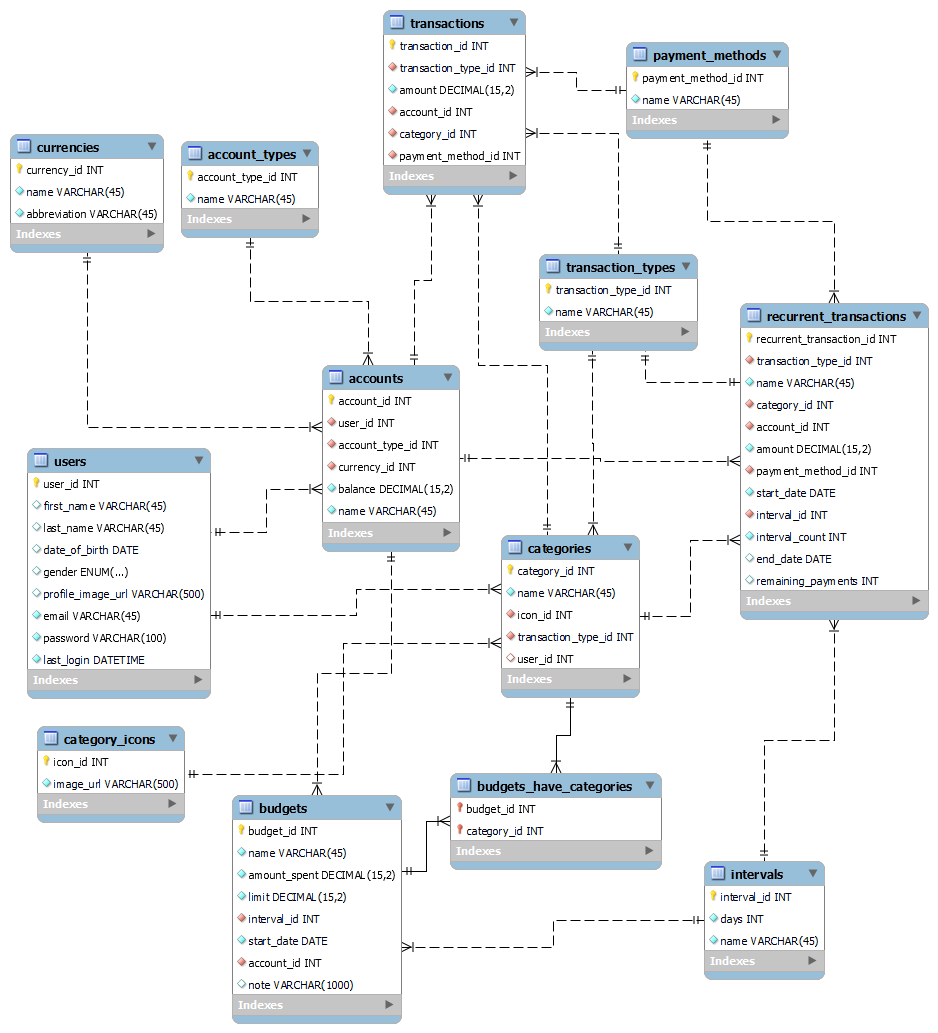 transactions
transaction_id INT
transaction_type_id INT
amount DECIMAL(15,2)
account_id INT
category_id INT
payment_method_id INT
Indexes
payment_methods
payment_method_id INT
name VARCHAR(45)
Indexes
currencies
currency_id INT
name VARCHAR(45)
abbreviation VARCHAR(45)
Indexes
account_types
account_type_id INT
name VARCHAR(45)
Indexes
transaction_types
transaction_type_id INT
name VARCHAR(45)
Indexes
recurrent_transactions
recurrent_transaction_id INT
transaction_type_id INT
name VARCHAR(45)
category_id INT
account_id INT
amount DECIMAL(15,2)
payment_method_id INT
start_date DATE
interval_id INT
interval_count INT
end_date DATE
remaining_payments INT
Indexes
accounts
account_id INT
user_id INT
account_type_id INT
currency_id INT
balance DECIMAL(15,2)
name VARCHAR(45)
Indexes
users
user_id INT
first_name VARCHAR(45)
last_name VARCHAR(45)
date_of_birth DATE
gender ENUM(...)
profile_image_url VARCHAR(500)
email VARCHAR(45)
password VARCHAR(100)
last_login DATETIME
Indexes
categories
category_id INT
name VARCHAR(45)
icon_id INT
transaction_type_id INT
user_id INT
Indexes
category_icons
icon_id INT
image_url VARCHAR(500)
Indexes
budgets
budget_id INT
name VARCHAR(45)
amount_spent DECIMAL(15,2)
limit DECIMAL(15,2)
interval_id INT
start_date DATE
account_id INT
note VARCHAR(1000)
Indexes
budgets_have_categories
budget_id INT
category_id INT
Indexes
intervals
interval_id INT
days INT
name VARCHAR(45)
Indexes